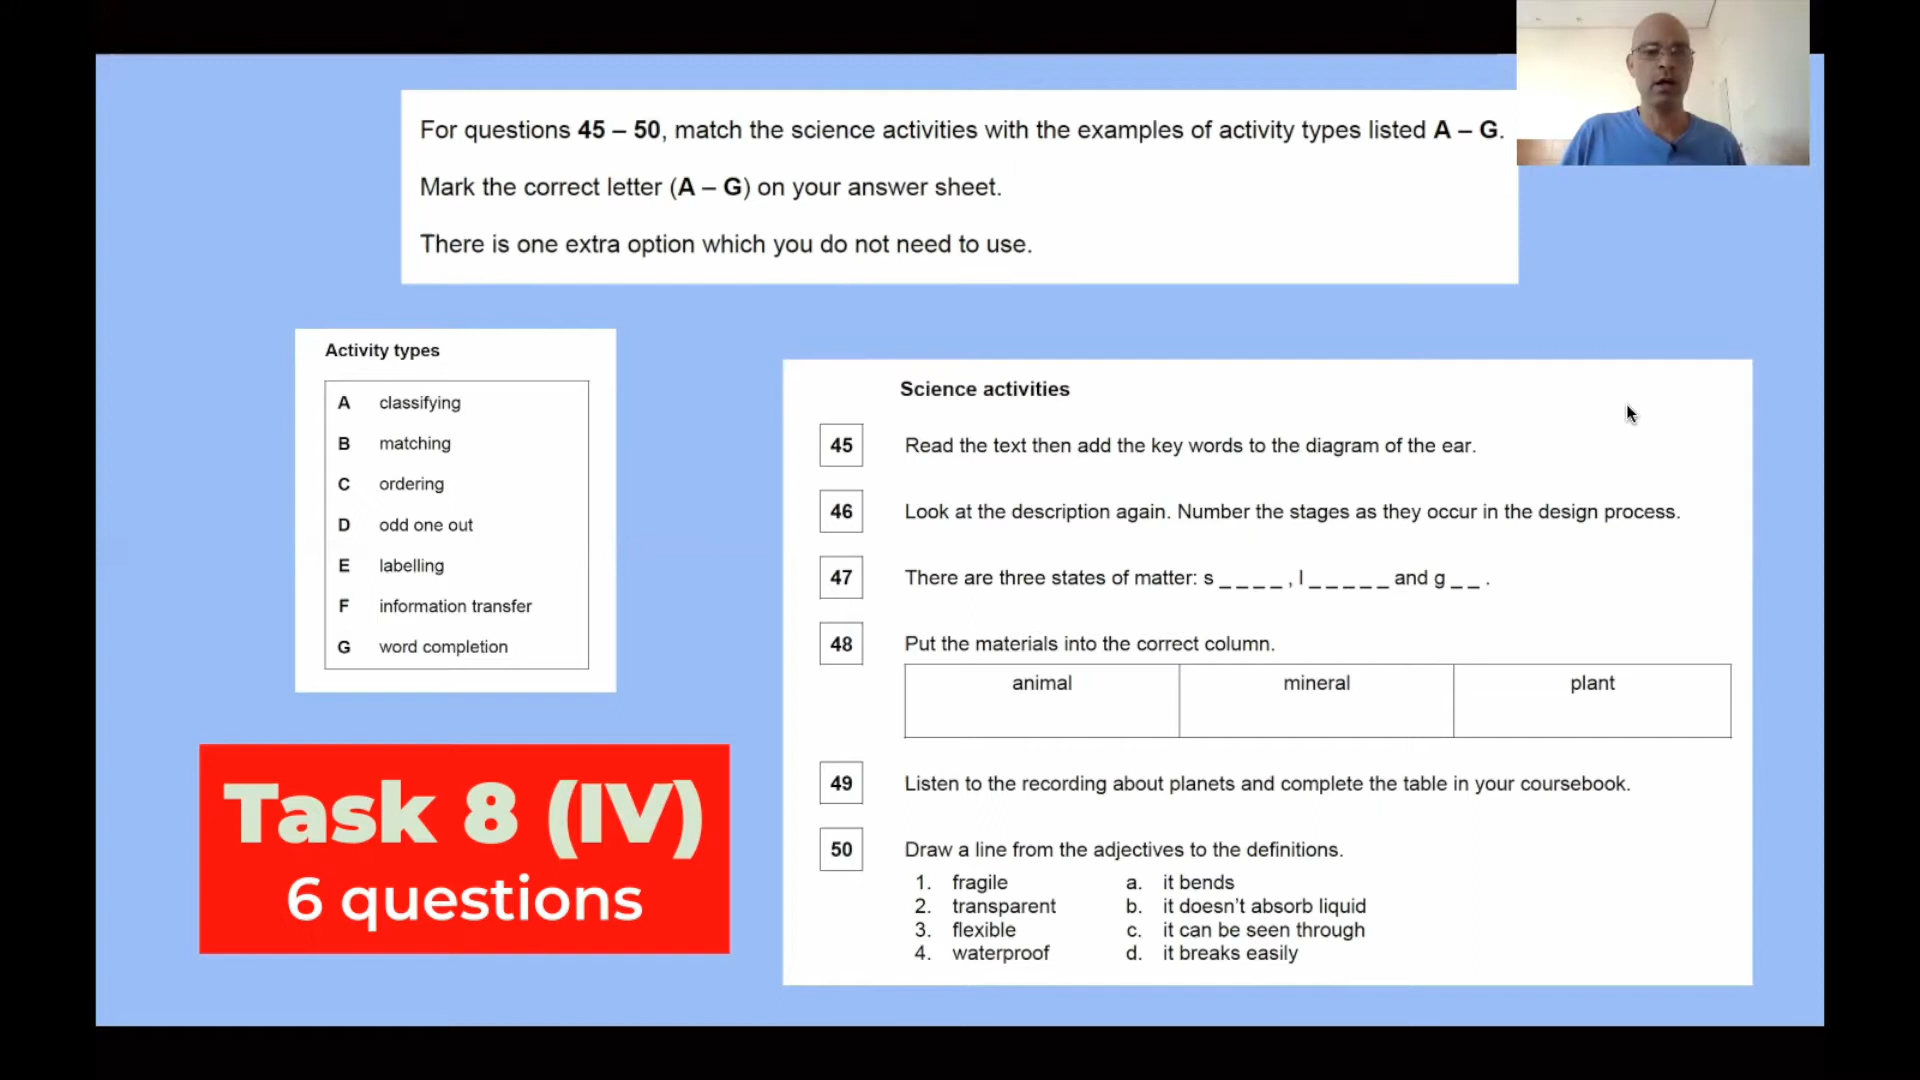 For questions 45 – 50, match the science activities with the examples of activity types listed A – G.
Mark the correct letter (A – G) on your answer sheet.
There is one extra option which you do not need to use.
Activity types
A classifying
B matching
C ordering
D odd one out
E labelling
F information transfer
G word completion
Task 8 (IV)
6 questions
Science activities
45 Read the text then add the key words to the diagram of the ear.
46 Look at the description again. Number the stages as they occur in the design process.
47 There are three states of matter: s _ _ _ _ , l _ _ _ _ _ and g _ _ .
48 Put the materials into the correct column.
animal mineral plant
49 Listen to the recording about planets and complete the table in your coursebook.
50 Draw a line from the adjectives to the definitions.
1. fragile a. it bends
2. transparent b. it doesn't absorb liquid
3. flexible c. it can be seen through
4. waterproof d. it breaks easily